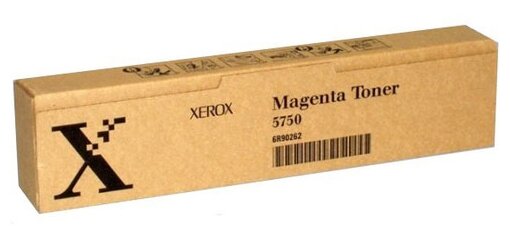 XEROX
Magenta Toner
5750
6R90262
X